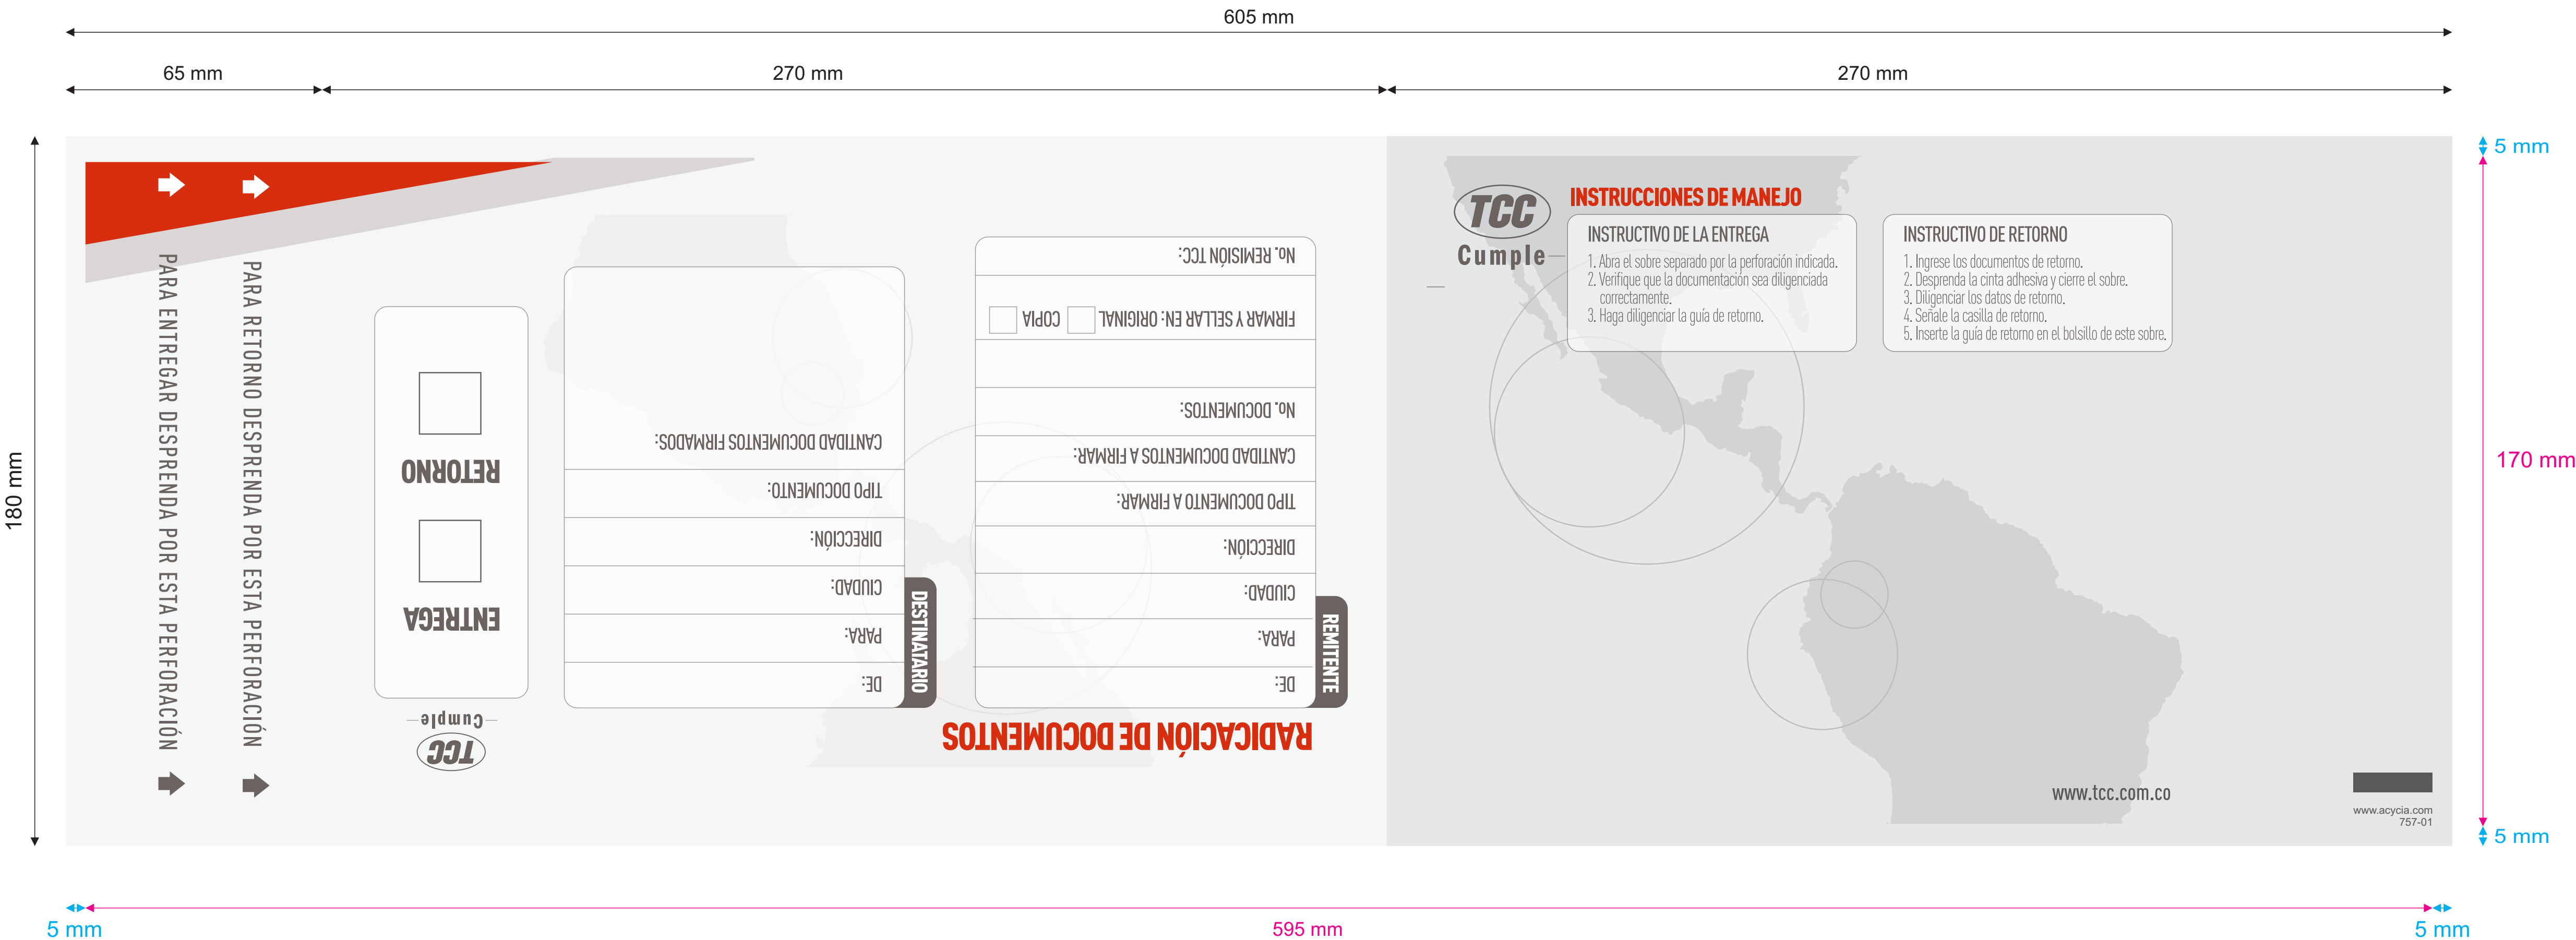 605 mm
65 mm
270 mm
270 mm
180 mm
5 mm
170 mm
5 mm
5 mm
595 mm
5 mm
PARA ENTREGAR DESPRENDA POR ESTA PERFORACIÓN
PARA RETORNO DESPRENDA POR ESTA PERFORACIÓN
RADICACIÓN DE DOCUMENTOS
REMITENTE
DE:
PARA:
CIUDAD:
DIRECCIÓN:
TIPO DOCUMENTO A FIRMAR:
CANTIDAD DOCUMENTOS A FIRMAR:
No. DOCUMENTOS:
FIRMAR Y SELLAR EN: ORIGINAL COPIA
No. REMISIÓN TCC:
DESTINATARIO
DE:
PARA:
CIUDAD:
DIRECCIÓN:
TIPO DOCUMENTO:
CANTIDAD DOCUMENTOS FIRMADOS:
TCC
Cumple
ENTREGA
RETORNO
TCC
Cumple
INSTRUCCIONES DE MANEJO
INSTRUCTIVO DE LA ENTREGA
1. Abra el sobre separado por la perforación indicada.
2. Verifique que la documentación sea diligenciada
correctamente.
3. Haga diligenciar la guía de retorno.
INSTRUCTIVO DE RETORNO
1. Ingrese los documentos de retorno.
2. Desprenda la cinta adhesiva y cierre el sobre.
3. Diligenciar los datos de retorno.
4. Señale la casilla de retorno.
5. Inserte la guía de retorno en el bolsillo de este sobre.
www.tcc.com.co
www.acycia.com
757-01